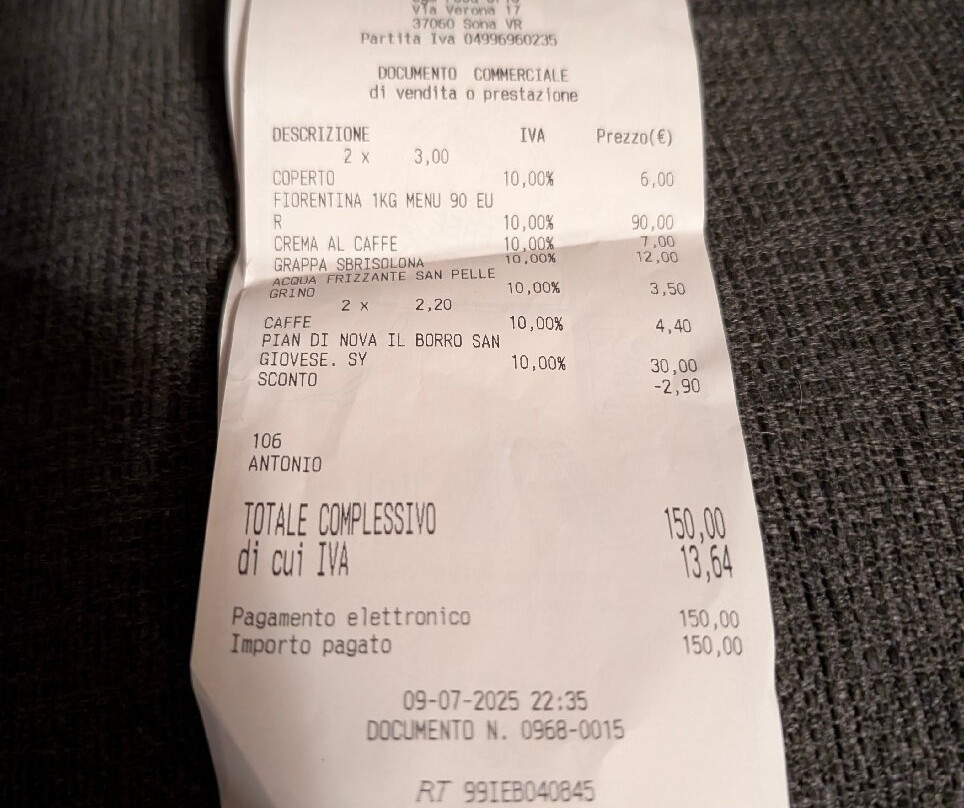 Via Verona 17
37060 Sona VR
Partita Iva 04996960235
DOCUMENTO COMMERCIALE
di vendita o prestazione
DESCRIZIONE IVA Prezzo(€)
2 x 3,00
COPERTO 10,00% 6,00
FIORENTINA 1KG MENU 90 EU
R 10,00% 90,00
CREMA AL CAFFE 10,00% 7,00
GRAPPA SBRISOLONA 10,00% 12,00
ACQUA FRIZZANTE SAN PELLE
GRINO 10,00% 3,50
2 x 2,20
CAFFE 10,00% 4,40
PIAN DI NOVA IL BORRO SAN
GIOVESE. SY 10,00% 30,00
SCONTO -2,90
106
ANTONIO
TOTALE COMPLESSIVO 150,00
di cui IVA 13,64
Pagamento elettronico 150,00
Importo pagato 150,00
09-07-2025 22:35
DOCUMENTO N. 0968-0015
RT 99IEB040845